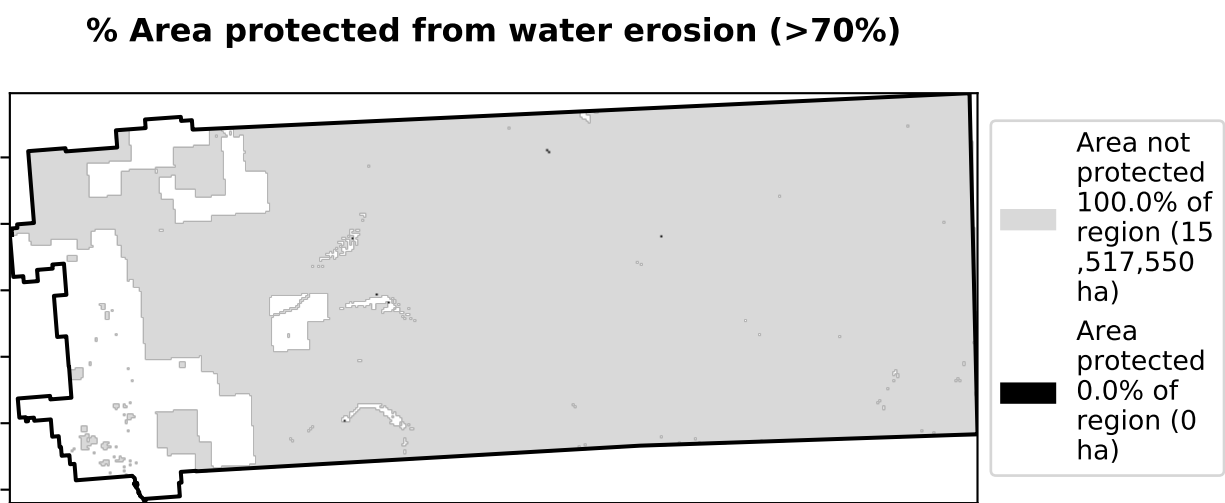 % Area protected from water erosion (>70%)
Area not
protected
100.0% of
region (15
,517,550
ha)
Area
protected
0.0% of
region (0
ha)